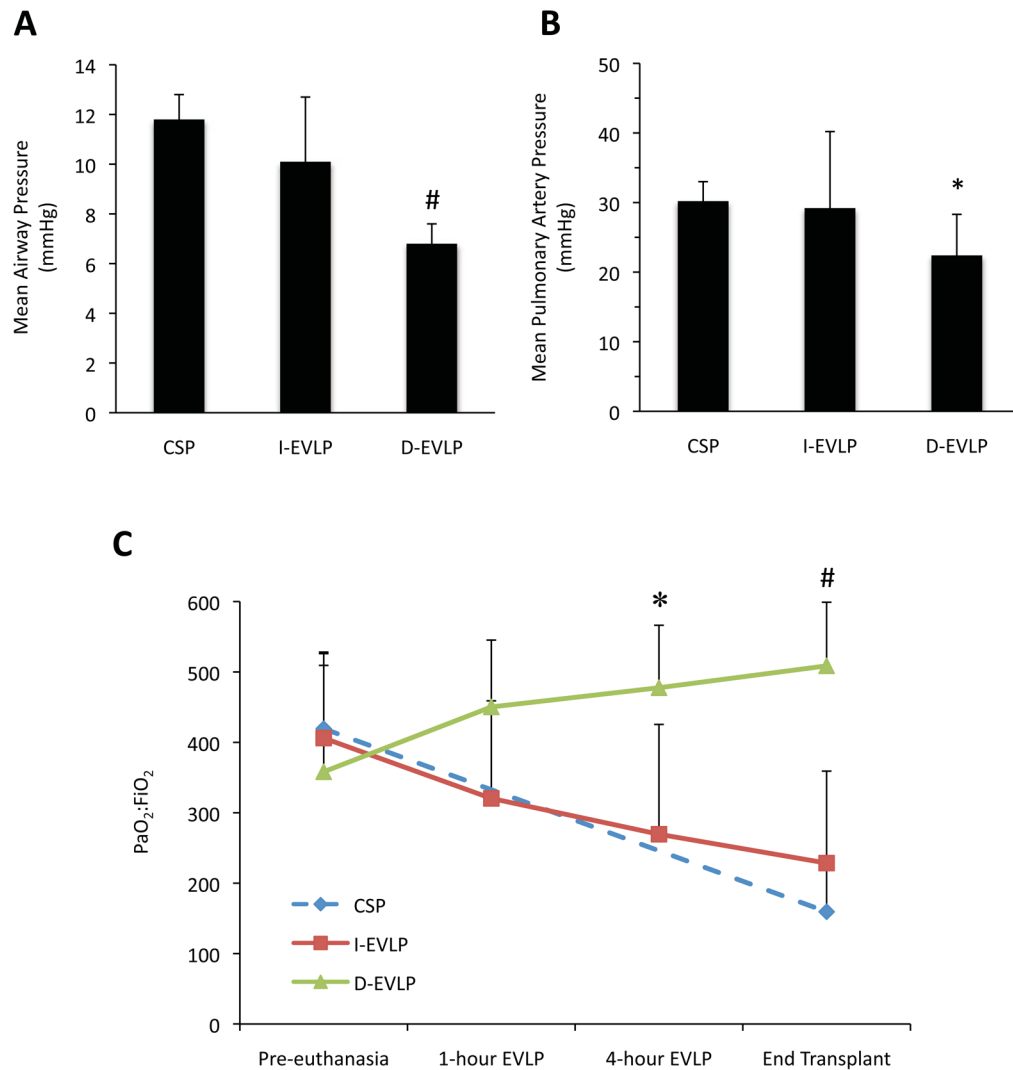 A
Mean Airway Pressure
(mmHg)
14
12
10
8
6
4
2
0
#
CSP
I-EVLP
D-EVLP
B
Mean Pulmonary Artery Pressure
(mmHg)
50
40
30
20
10
0
*
CSP
I-EVLP
D-EVLP
C
PaO₂:FiO₂
600
500
400
300
200
100
0
*
#
CSP
I-EVLP
D-EVLP
Pre-euthanasia
1-hour EVLP
4-hour EVLP
End Transplant